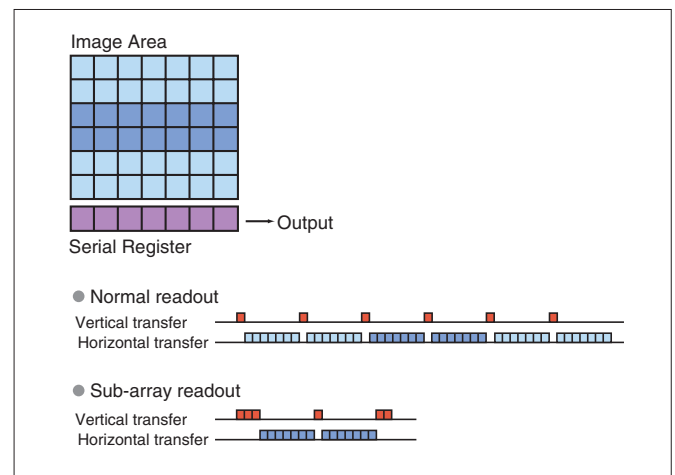 Image Area
Output
Serial Register
Normal readout
Vertical transfer
Horizontal transfer
Sub-array readout
Vertical transfer
Horizontal transfer